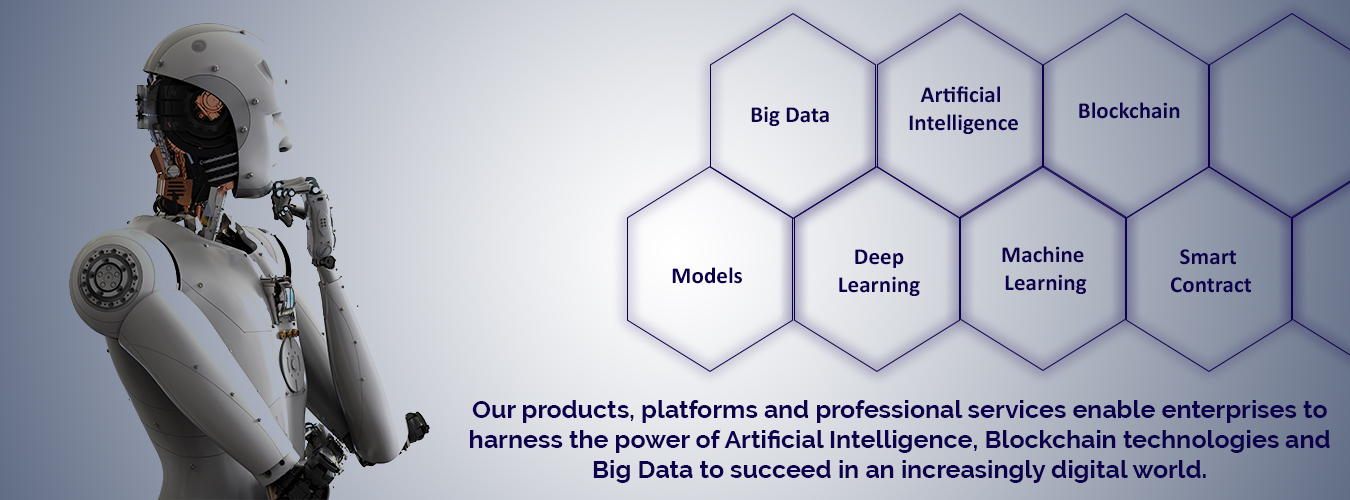 Big Data
Artificial
Intelligence
Blockchain
Models
Deep
Learning
Machine
Learning
Smart
Contract
Our products, platforms and professional services enable enterprises to
harness the power of Artificial Intelligence, Blockchain technologies and
Big Data to succeed in an increasingly digital world.